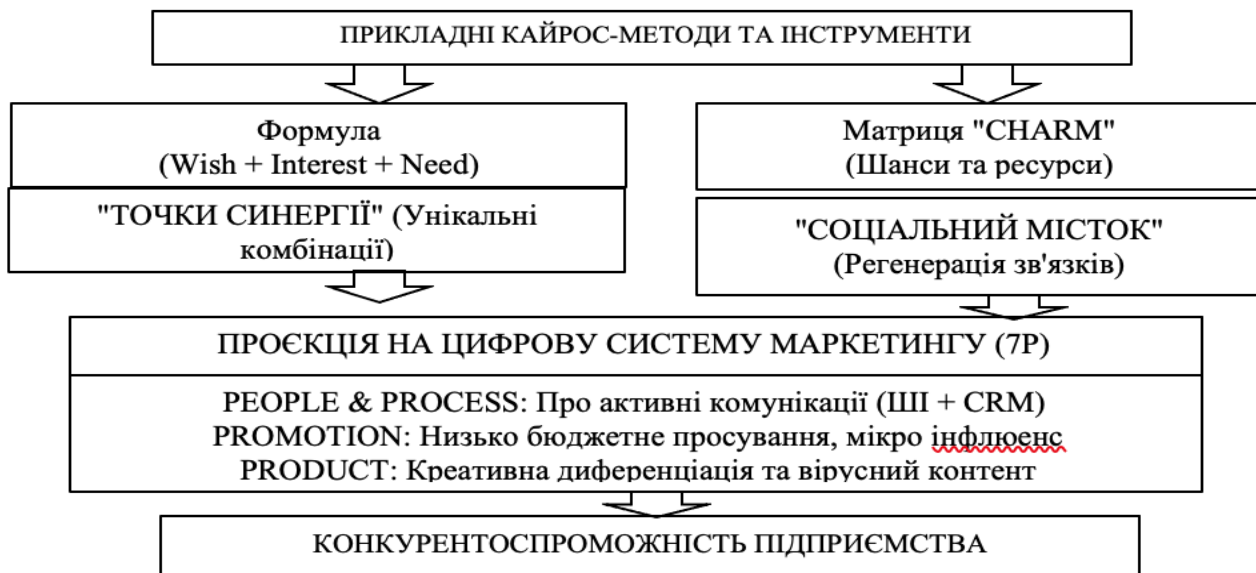 ПРИКЛАДНІ КАЙРОС-МЕТОДИ ТА ІНСТРУМЕНТИ
Формула
(Wish + Interest + Need)
"ТОЧКИ СИНЕРГІЇ" (Унікальні
комбінації)
Матриця "CHARM"
(Шанси та ресурси)
"СОЦІАЛЬНИЙ МІСТОК"
(Регенерація зв'язків)
ПРОЄКЦІЯ НА ЦИФРОВУ СИСТЕМУ МАРКЕТИНГУ (7P)
PEOPLE & PROCESS: Про активні комунікації (ШІ + CRM)
PROMOTION: Низько бюджетне просування, мікро інфлюенс
PRODUCT: Креативна диференціація та вірусний контент
КОНКУРЕНТОСПРОМОЖНІСТЬ ПІДПРИЄМСТВА